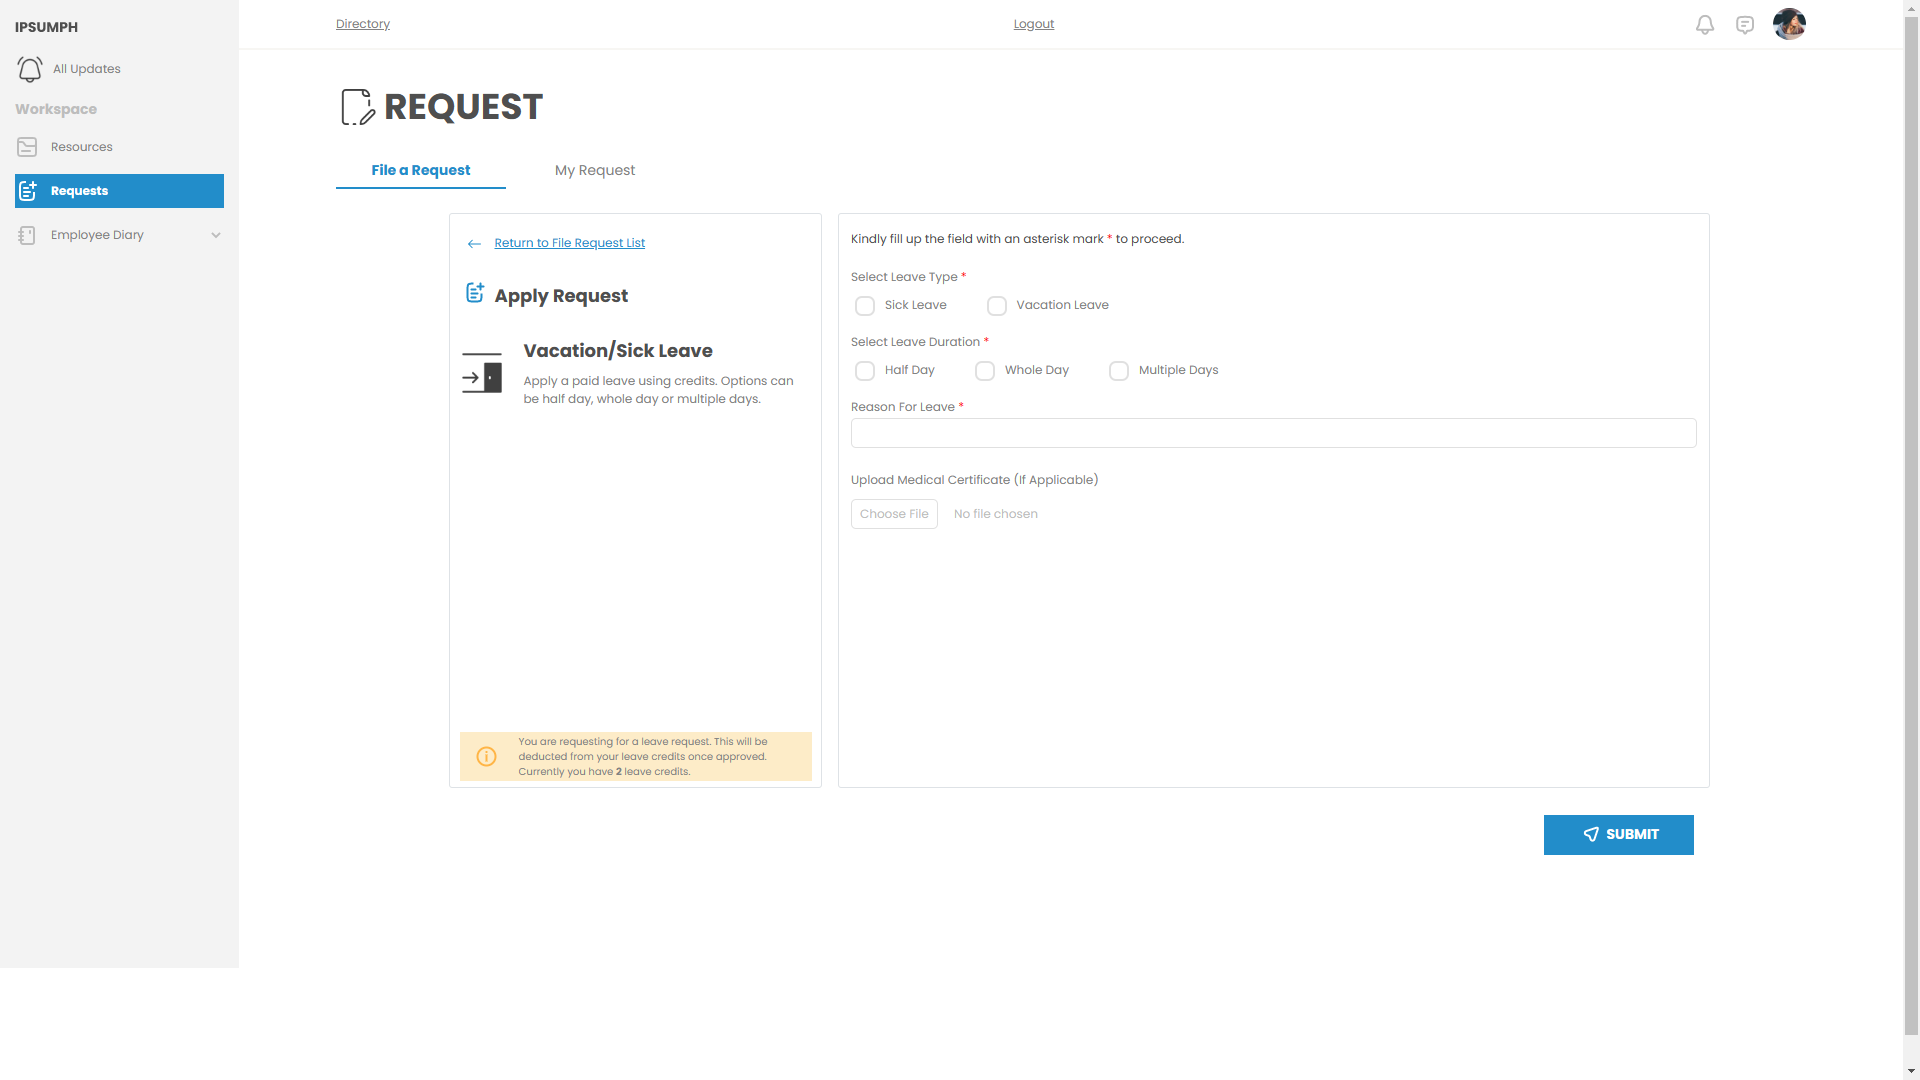 IPSUMPH
All Updates
Workspace
Resources
Requests
Employee Diary
Directory
Logout
REQUEST
File a Request
My Request
Return to File Request List
Apply Request
Vacation/Sick Leave
Apply a paid leave using credits. Options can
be half day, whole day or multiple days.
You are requesting for a leave request. This will be
deducted from your leave credits once approved.
Currently you have 2 leave credits.
Kindly fill up the field with an asterisk mark * to proceed.
Select Leave Type *
Sick Leave
Vacation Leave
Select Leave Duration *
Half Day
Whole Day
Multiple Days
Reason For Leave *
Upload Medical Certificate (If Applicable)
Choose File
No file chosen
SUBMIT